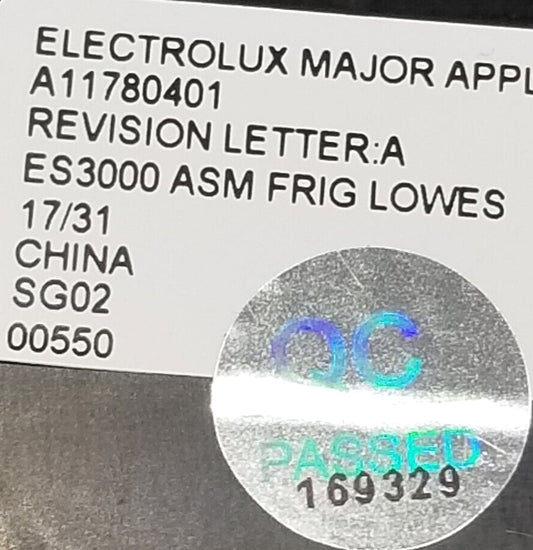 ELECTROLUX MAJOR APPL
A11780401
REVISION LETTER:A
ES3000 ASM FRIG LOWES
17/31
CHINA
SG02
00550
QC
PASSED
169329